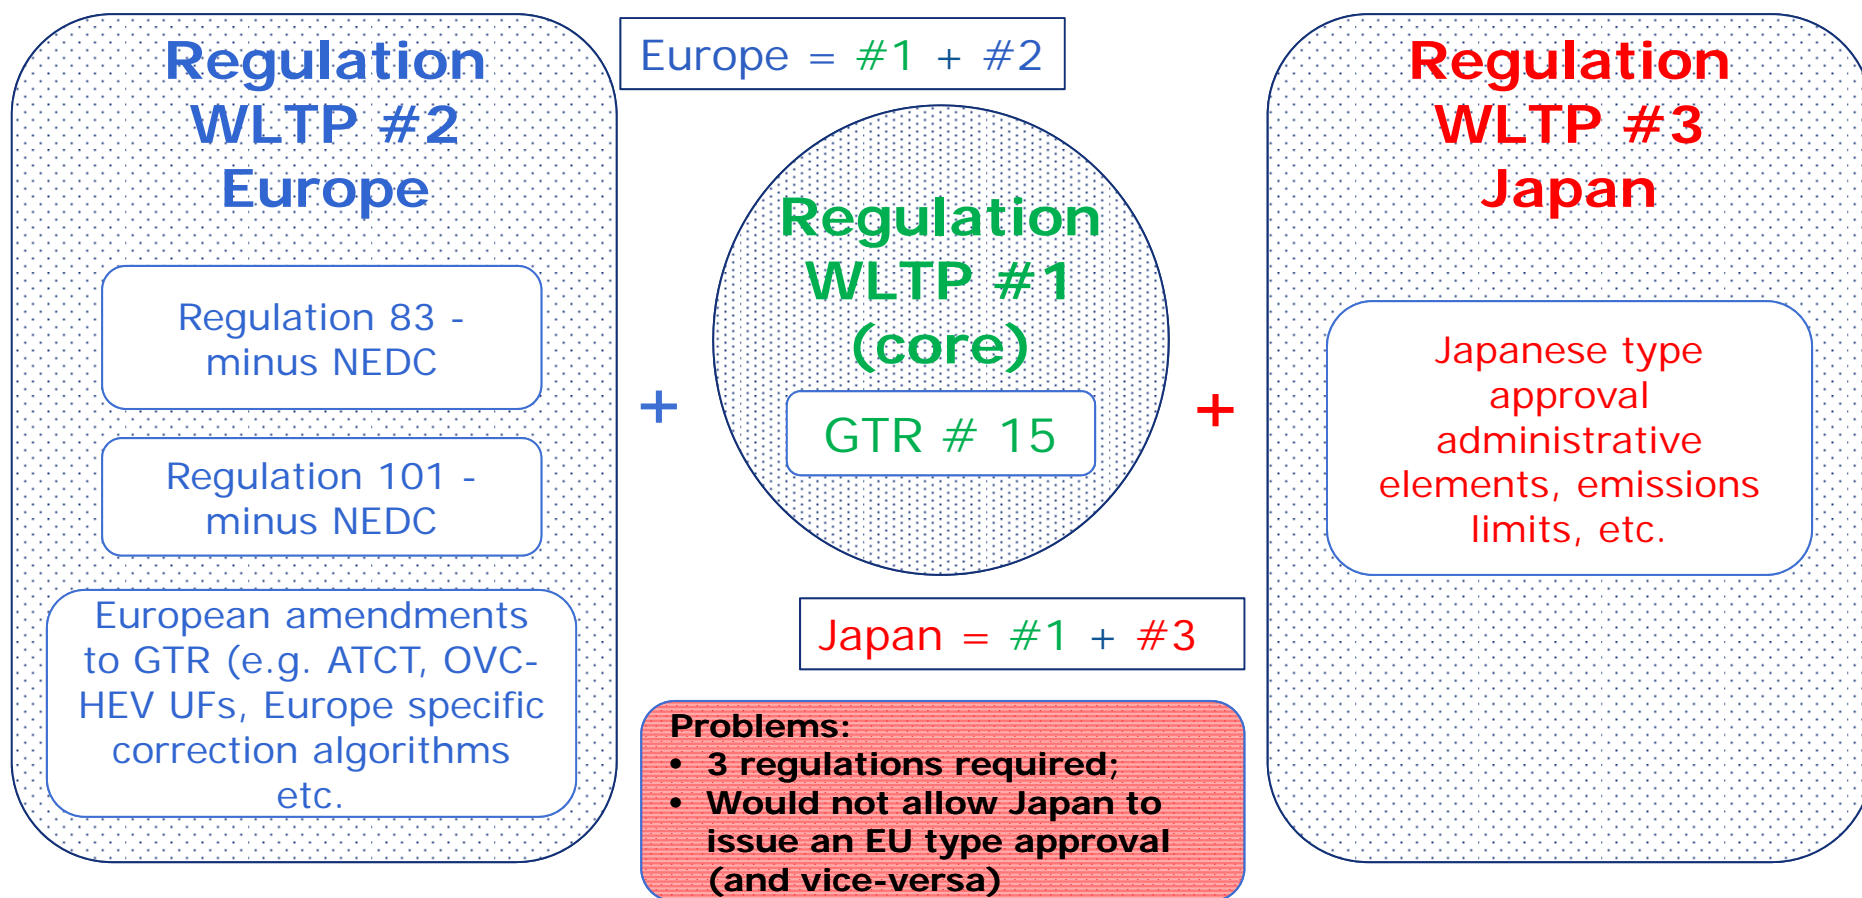 Regulation
WLTP #2
Europe
Regulation 83 -
minus NEDC
Regulation 101 -
minus NEDC
European amendments
to GTR (e.g. ATCT, OVC-
HEV UFs, Europe specific
correction algorithms
etc.
Europe = #1 + #2
Regulation
WLTP #1
(core)
GTR # 15
+
+
Japan = #1 + #3
Problems:
• 3 regulations required;
• Would not allow Japan to
issue an EU type approval
(and vice-versa)
Regulation
WLTP #3
Japan
Japanese type
approval
administrative
elements, emissions
limits, etc.